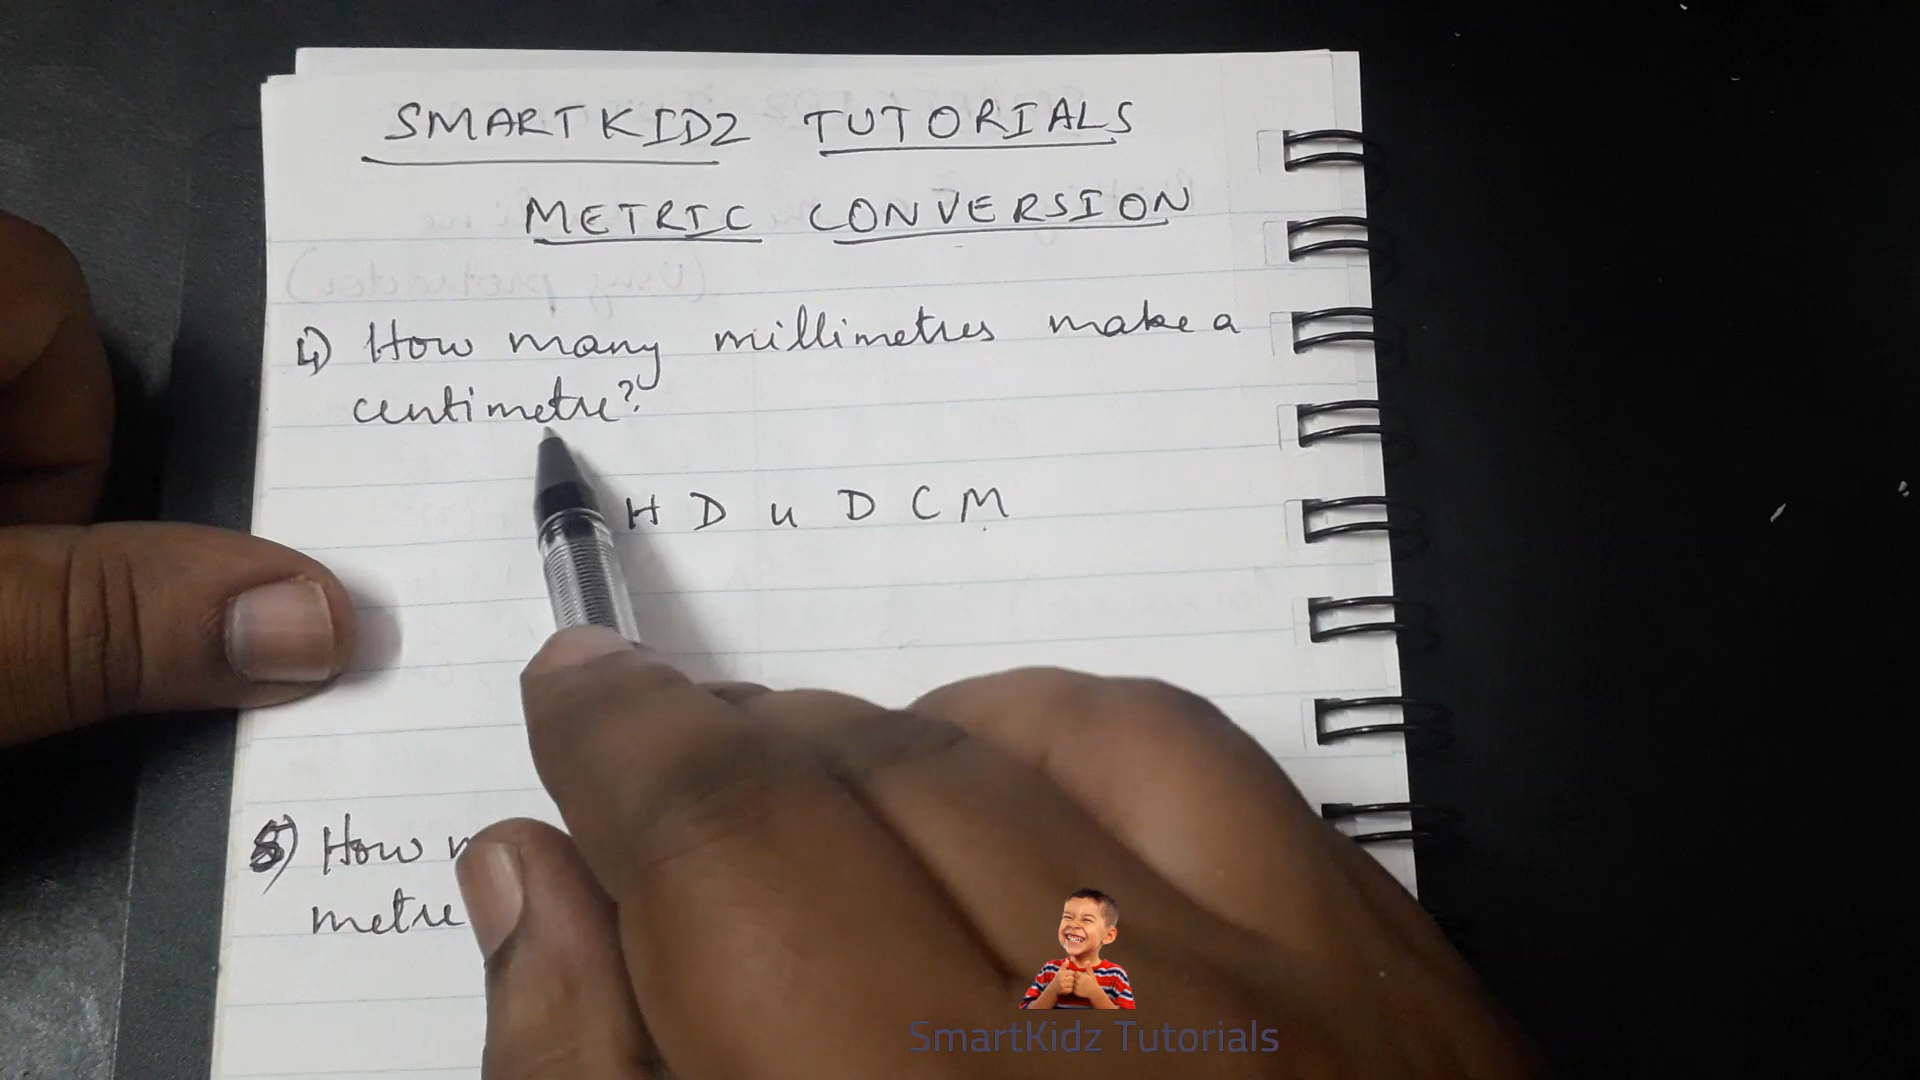 SMARTKIDZ TUTORIALS
METRIC CONVERSION
4) How many millimetres make a
centimetre?
H D u D C M
5) How
metre
SmartKidz Tutorials